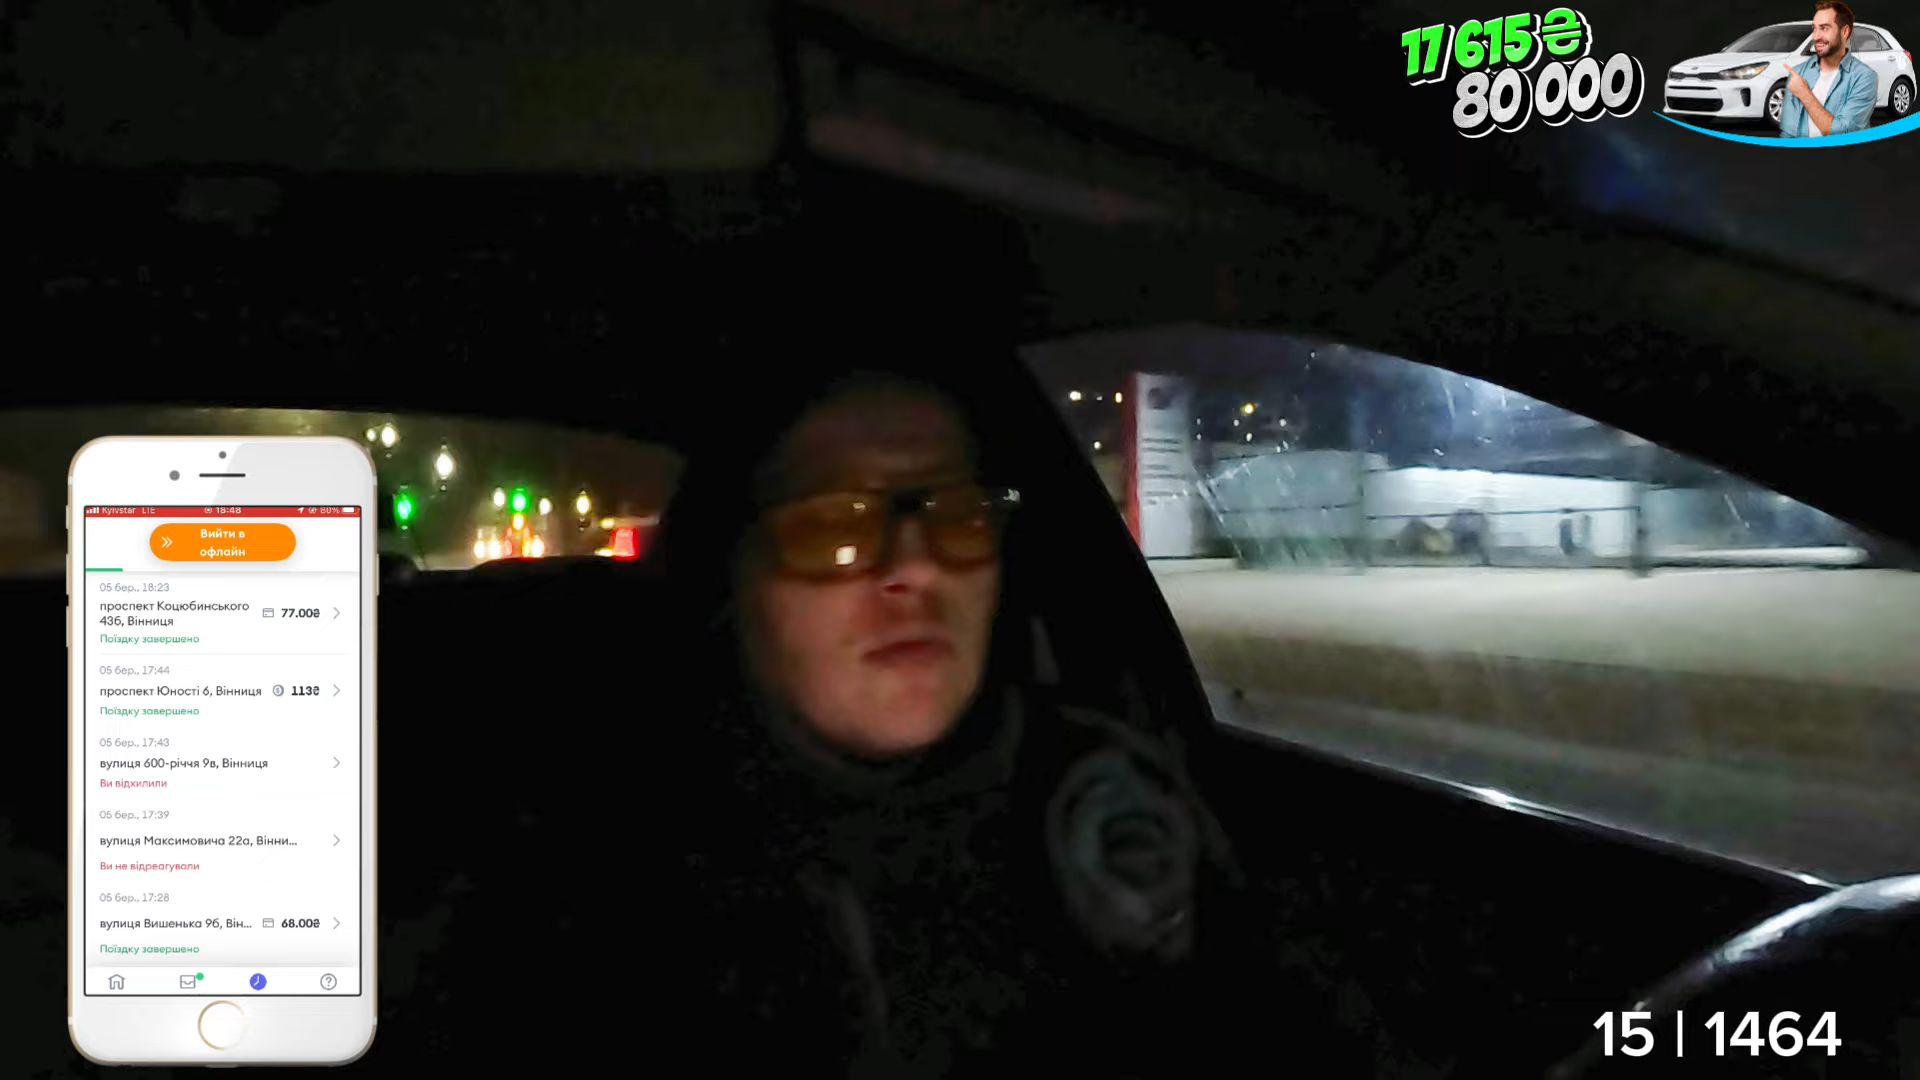 17 615 ₴
80 000
Kyivstar LTE 18:48 80%
Вийти в
офлайн
05 бер., 18:23
проспект Коцюбинського
43б, Вінниця
77.00₴
Поїздку завершено
05 бер., 17:44
проспект Юності 6, Вінниця 113₴
Поїздку завершено
05 бер., 17:43
вулиця 600-річчя 9в, Вінниця
Ви відхилили
05 бер., 17:39
вулиця Максимовича 22а, Вінни...
Ви не відреагували
05 бер., 17:28
вулиця Вишенька 9б, Він... 68.00₴
Поїздку завершено
15 | 1464